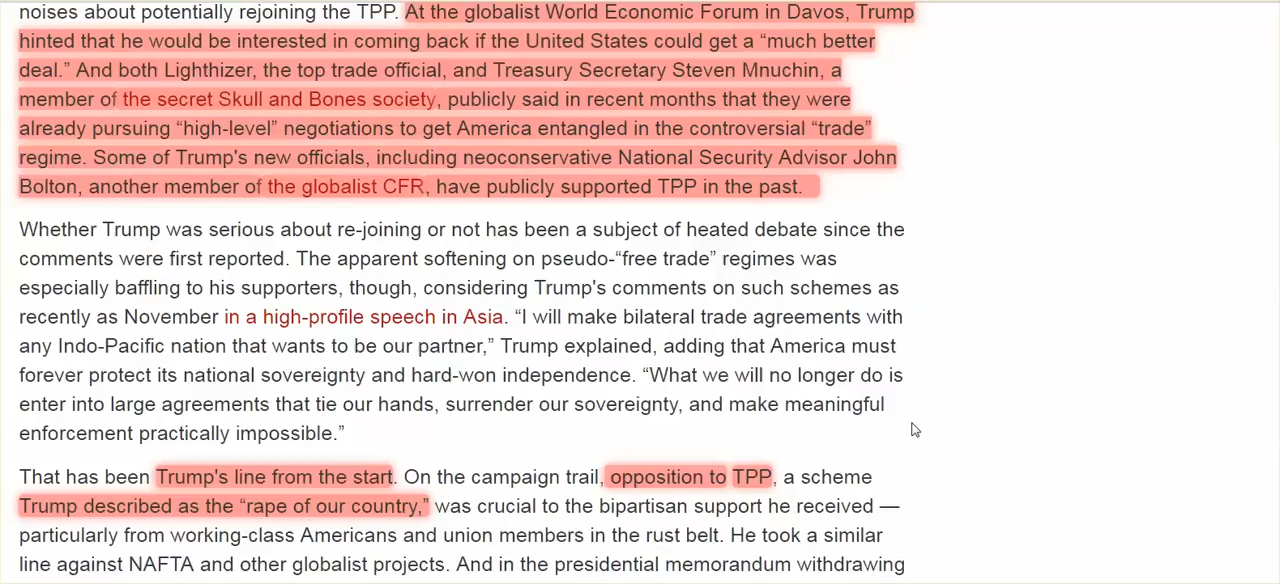 noises about potentially rejoining the TPP. At the globalist World Economic Forum in Davos, Trump
hinted that he would be interested in coming back if the United States could get a “much better
deal.” And both Lighthizer, the top trade official, and Treasury Secretary Steven Mnuchin, a
member of the secret Skull and Bones society, publicly said in recent months that they were
already pursuing “high-level” negotiations to get America entangled in the controversial “trade”
regime. Some of Trump's new officials, including neoconservative National Security Advisor John
Bolton, another member of the globalist CFR, have publicly supported TPP in the past.
Whether Trump was serious about re-joining or not has been a subject of heated debate since the
comments were first reported. The apparent softening on pseudo-“free trade” regimes was
especially baffling to his supporters, though, considering Trump's comments on such schemes as
recently as November in a high-profile speech in Asia. “I will make bilateral trade agreements with
any Indo-Pacific nation that wants to be our partner,” Trump explained, adding that America must
forever protect its national sovereignty and hard-won independence. “What we will no longer do is
enter into large agreements that tie our hands, surrender our sovereignty, and make meaningful
enforcement practically impossible.”
That has been Trump's line from the start. On the campaign trail, opposition to TPP, a scheme
Trump described as the “rape of our country,” was crucial to the bipartisan support he received —
particularly from working-class Americans and union members in the rust belt. He took a similar
line against NAFTA and other globalist projects. And in the presidential memorandum withdrawing